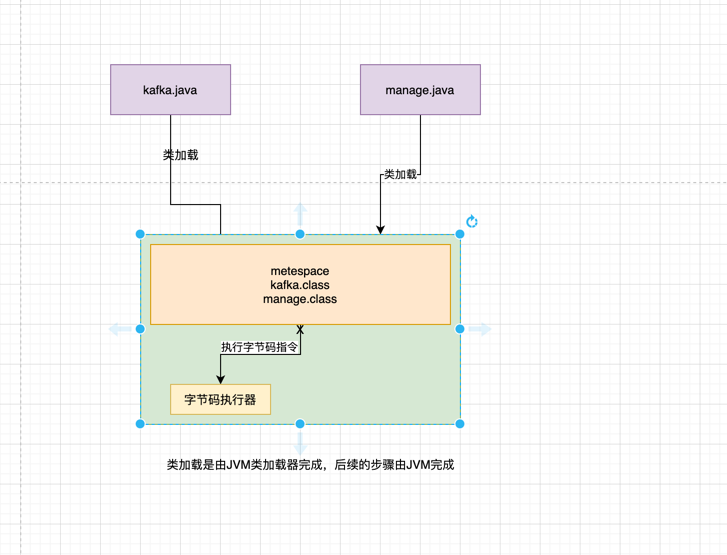 kafka.java
manage.java
类加载
类加载
metespace
kafka.class
manage.class
执行字节码指令
字节码执行器
类加载是由JVM类加载器完成，后续的步骤由JVM完成